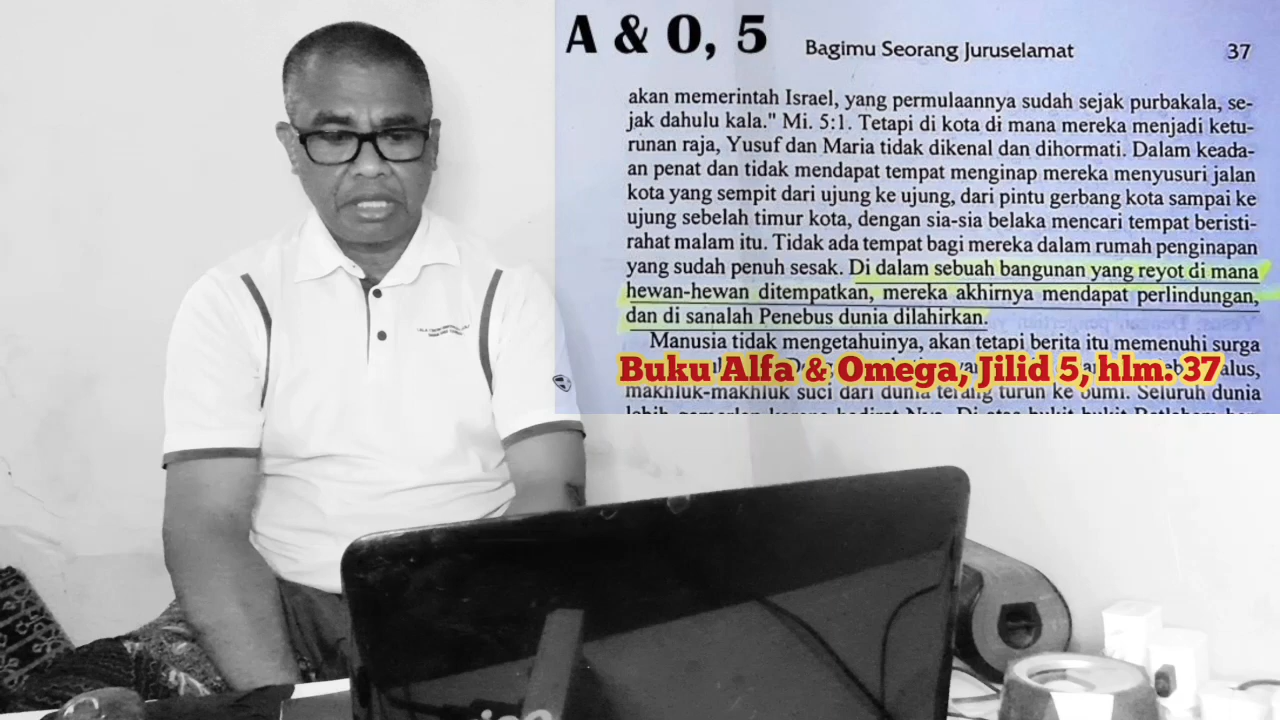 A & O, 5
Bagimu Seorang Juruselamat 37
akan memerintah Israel, yang permulaannya sudah sejak purbakala, se-
jak dahulu kala." Mi. 5:1. Tetapi di kota di mana mereka menjadi ketu-
runan raja, Yusuf dan Maria tidak dikenal dan dihormati. Dalam keada-
an penat dan tidak mendapat tempat menginap mereka menyusuri jalan
kota yang sempit dari ujung ke ujung, dari pintu gerbang kota sampai ke
ujung sebelah timur kota, dengan sia-sia belaka mencari tempat beristi-
rahat malam itu. Tidak ada tempat bagi mereka dalam rumah penginapan
yang sudah penuh sesak. Di dalam sebuah bangunan yang reyot di mana
hewan-hewan ditempatkan, mereka akhirnya mendapat perlindungan,
dan di sanalah Penebus dunia dilahirkan.
Manusia tidak mengetahuinya, akan tetapi berita itu memenuhi surga
Buku Alfa & Omega, Jilid 5, hlm. 37
makhluk-makhluk suci dari dunia terang turun ke bumi. Seluruh dunia